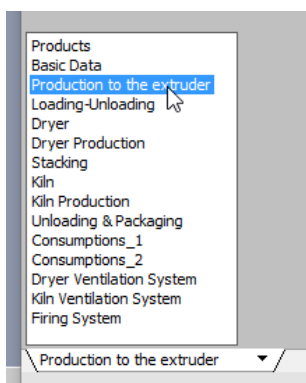 Products
Basic Data
Production to the extruder
Loading-Unloading
Dryer
Dryer Production
Stacking
Kiln
Kiln Production
Unloading & Packaging
Consumptions_1
Consumptions_2
Dryer Ventilation System
Kiln Ventilation System
Firing System
Production to the extruder